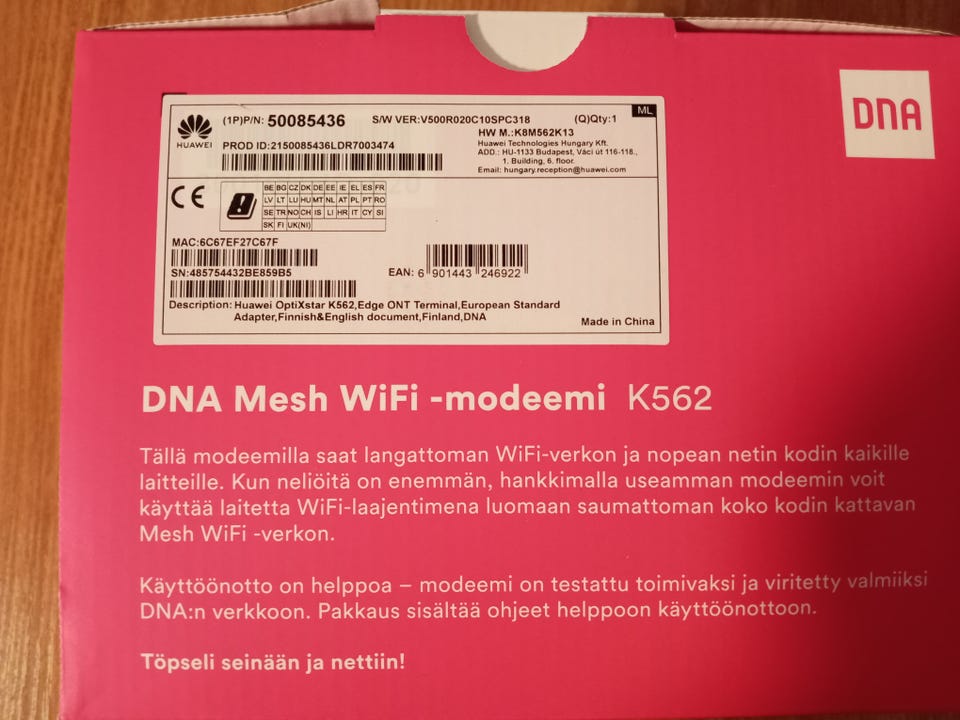 DNA
HUAWEI
(1P)P/N: 50085436
S/W VER:V500R020C10SPC318
(Q)Qty:1
ML
PROD ID:2150085436LDR7003474
HW M.:K8M562K13
Huawei Technologies Hungary Kft.
ADD.: HU-1133 Budapest, Váci út 116-118.,
1. Building, 6. floor.
Email: hungary.reception@huawei.com
CE
BE BG CZ DK DE EE IE EL ES FR
LV LT LU HU MT NL AT PL PT RO
SE TR NO CH IS LI HR IT CY SI
SK FI UK(NI)
MAC:6C67EF27C67F
SN:485754432BE859B5
EAN: 6 901443 246922
Description: Huawei OptiXstar K562,Edge ONT Terminal,European Standard
Adapter,Finnish&English document,Finland,DNA
Made in China
DNA Mesh WiFi -modeemi K562
Tällä modeemilla saat langattoman WiFi-verkon ja nopean netin kodin kaikille
laitteille. Kun neliöitä on enemmän, hankkimalla useamman modeemin voit
käyttää laitetta WiFi-laajentimena luomaan saumattoman koko kodin kattavan
Mesh WiFi -verkon.
Käyttöönotto on helppoa – modeemi on testattu toimivaksi ja viritetty valmiiksi
DNA:n verkkoon. Pakkaus sisältää ohjeet helppoon käyttöönottoon.
Töpseli seinään ja nettiin!